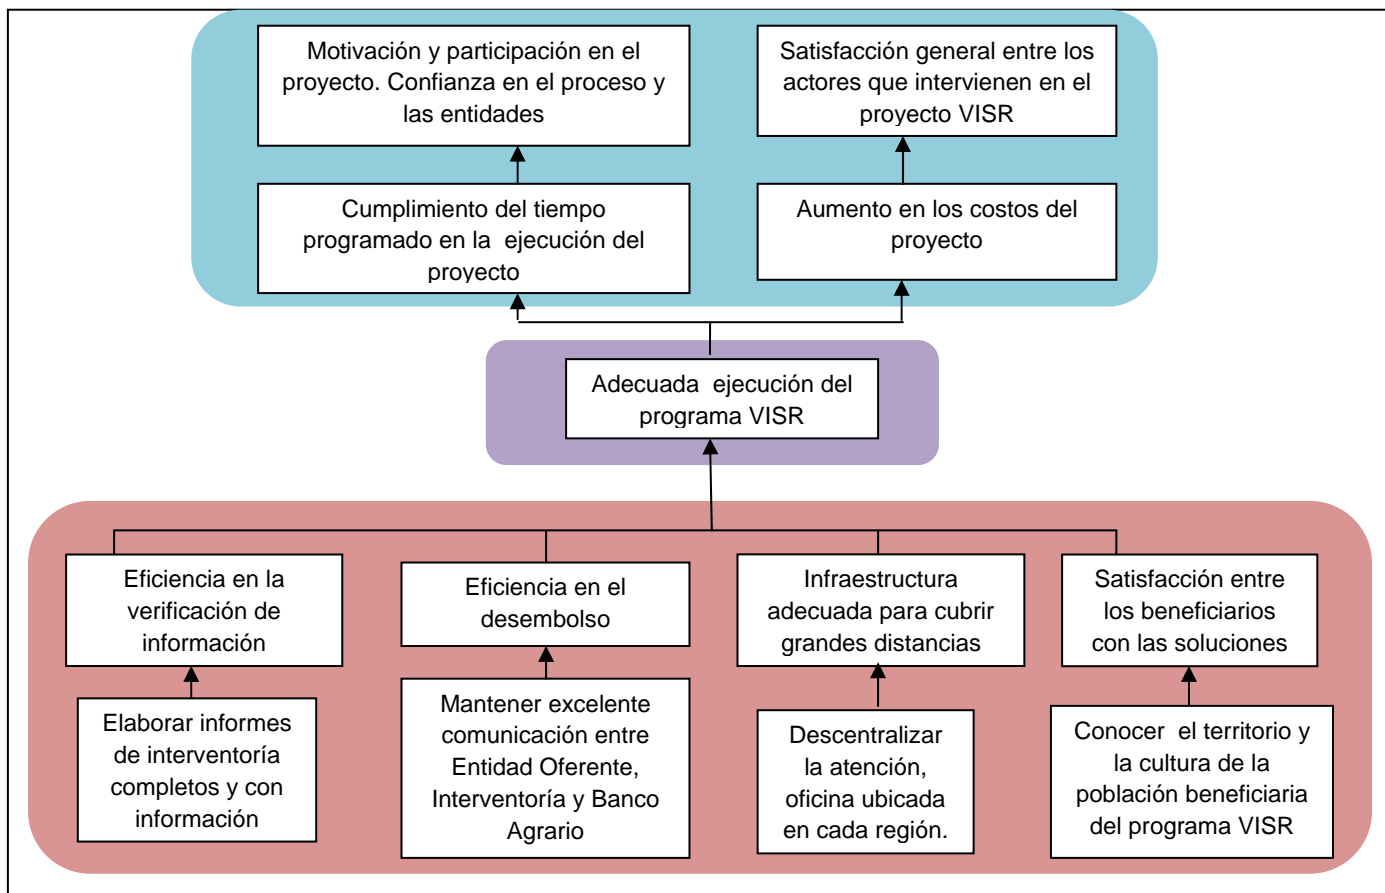 Motivación y participación en el
proyecto. Confianza en el proceso y
las entidades
Satisfacción general entre los
actores que intervienen en el
proyecto VISR
Cumplimiento del tiempo
programado en la ejecución del
proyecto
Aumento en los costos del
proyecto
Adecuada ejecución del
programa VISR
Eficiencia en la
verificación de
información
Eficiencia en el
desembolso
Infraestructura
adecuada para cubrir
grandes distancias
Satisfacción entre
los beneficiarios
con las soluciones
Elaborar informes
de interventoría
completos y con
información
Mantener excelente
comunicación entre
Entidad Oferente,
Interventoría y Banco
Agrario
Descentralizar
la atención,
oficina ubicada
en cada región.
Conocer el territorio y
la cultura de la
población beneficiaria
del programa VISR